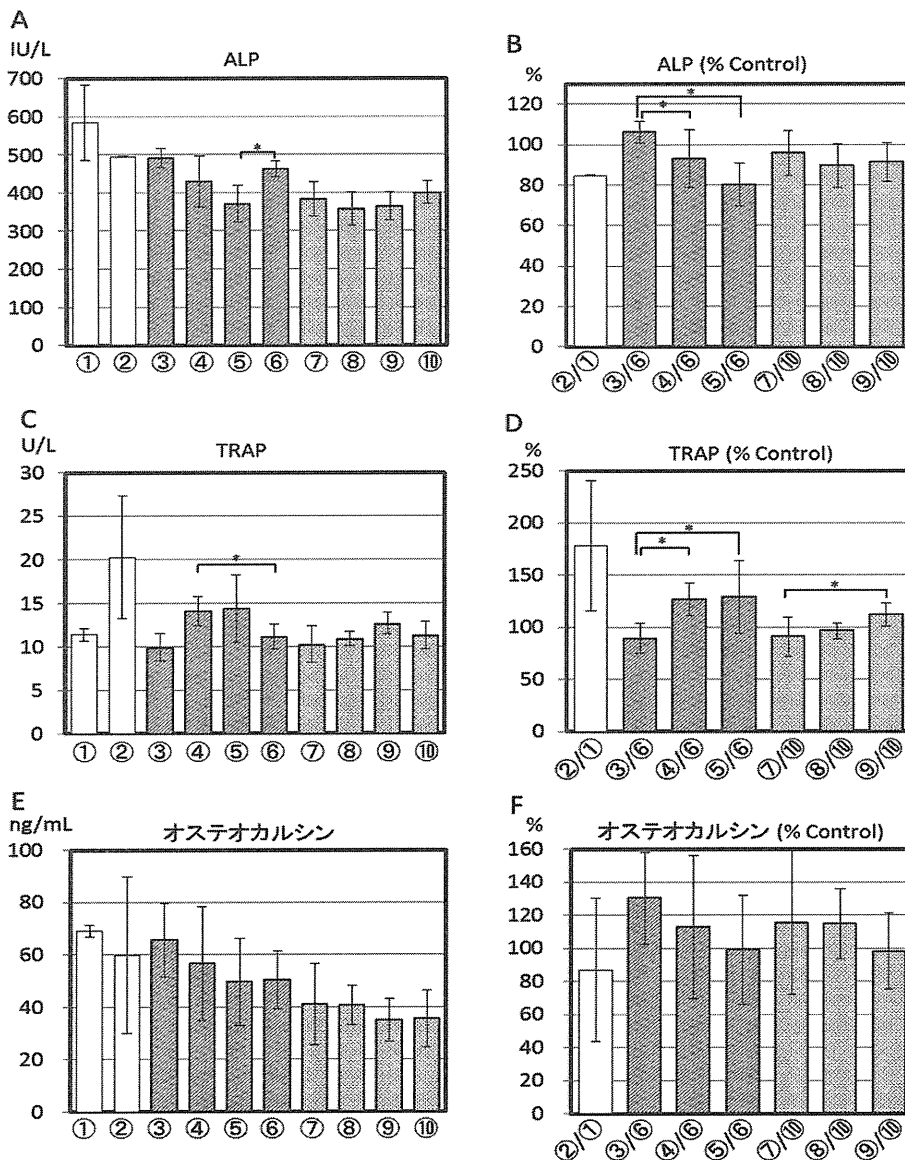 A
IU/L
ALP
700
600
500
400
300
200
100
0
*
① ② ③ ④ ⑤ ⑥ ⑦ ⑧ ⑨ ⑩
B
%
ALP (% Control)
120
100
80
60
40
20
0
*
*
②/① ③/⑥ ④/⑥ ⑤/⑥ ⑦/⑩ ⑧/⑩ ⑨/⑩
C
U/L
TRAP
30
25
20
15
10
5
0
*
① ② ③ ④ ⑤ ⑥ ⑦ ⑧ ⑨ ⑩
D
%
TRAP (% Control)
250
200
150
100
50
0
*
*
*
②/① ③/⑥ ④/⑥ ⑤/⑥ ⑦/⑩ ⑧/⑩ ⑨/⑩
E
ng/mL
オステオカルシン
100
80
60
40
20
0
① ② ③ ④ ⑤ ⑥ ⑦ ⑧ ⑨ ⑩
F
%
オステオカルシン (% Control)
160
140
120
100
80
60
40
20
0
②/① ③/⑥ ④/⑥ ⑤/⑥ ⑦/⑩ ⑧/⑩ ⑨/⑩